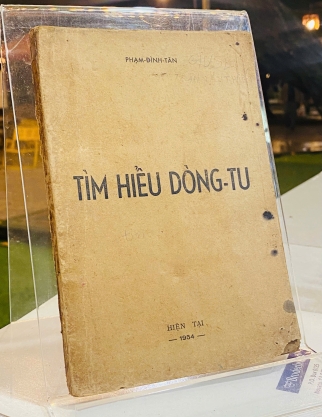 PHẠM-ĐÌNH-TÂN
TÌM HIỂU DÒNG-TU
HIỆN TẠI
— 1954 —